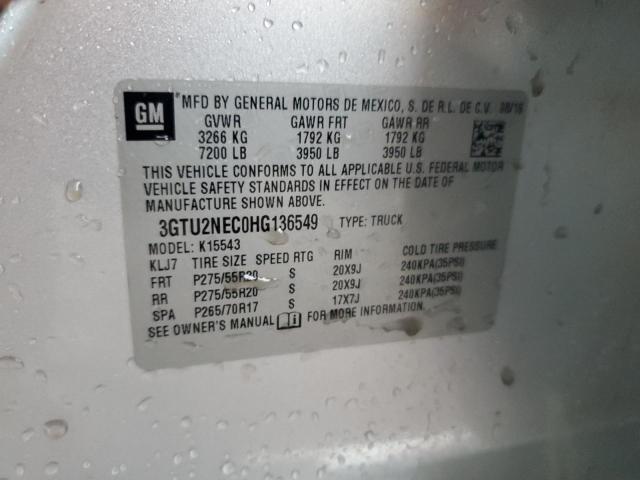 GM
*MFD BY GENERAL MOTORS DE MEXICO, S. DE R.L. DE C.V. 08/16
GVWR GAWR FRT GAWR RR
3266 KG 1792 KG 1792 KG
7200 LB 3950 LB 3950 LB
THIS VEHICLE CONFORMS TO ALL APPLICABLE U.S. FEDERAL MOTOR
VEHICLE SAFETY STANDARDS IN EFFECT ON THE DATE OF
MANUFACTURE SHOWN ABOVE.
3GTU2NEC0HG136549 TYPE: TRUCK
MODEL: K15543
KLJ7 TIRE SIZE SPEED RTG RIM COLD TIRE PRESSURE
FRT P275/55R20 S 20X9J 240KPA(35PSI)
RR P275/55R20 S 20X9J 240KPA(35PSI)
SPA P265/70R17 S 17X7J 240KPA(35PSI)
SEE OWNER'S MANUAL FOR MORE INFORMATION.